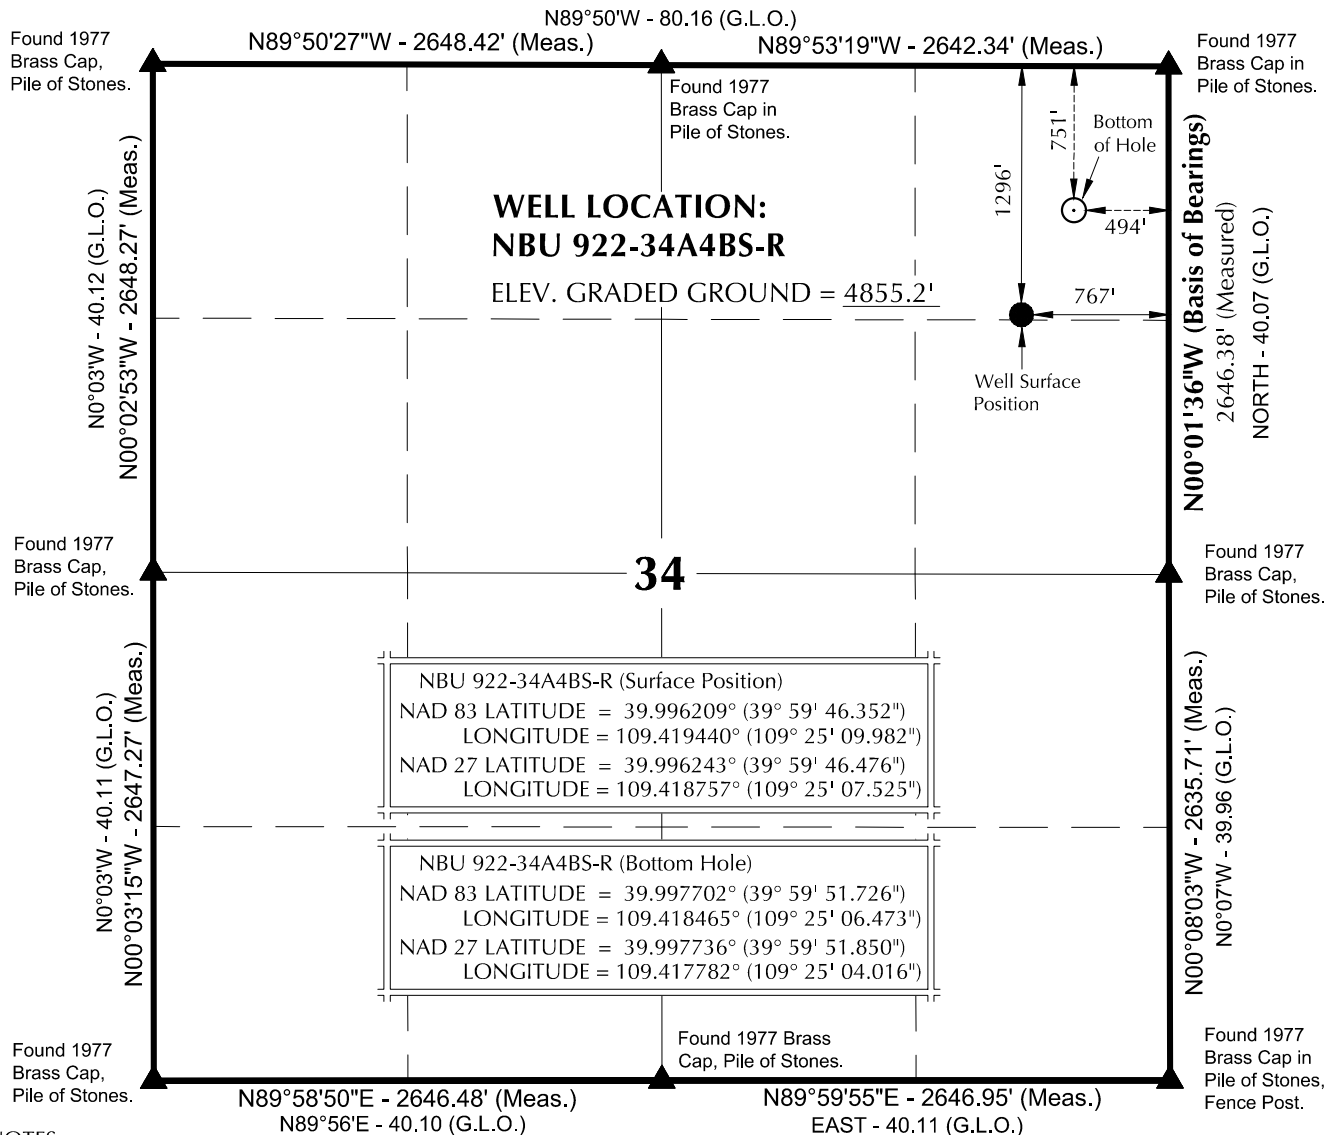 N89°50'W - 80.16 (G.L.O.)
N89°50'27"W - 2648.42' (Meas.)
N89°53'19"W - 2642.34' (Meas.)
Found 1977
Brass Cap,
Pile of Stones.
Found 1977
Brass Cap in
Pile of Stones.
Found 1977
Brass Cap in
Pile of Stones.
751'
Bottom
of Hole
1296'
494'
767'
Well Surface
Position
WELL LOCATION:
NBU 922-34A4BS-R
ELEV. GRADED GROUND = 4855.2'
N0°03'W - 40.12 (G.L.O.)
N00°02'53"W - 2648.27' (Meas.)
N00°01'36"W (Basis of Bearings)
2646.38' (Measured)
NORTH - 40.07 (G.L.O.)
Found 1977
Brass Cap,
Pile of Stones.
34
Found 1977
Brass Cap,
Pile of Stones.
N0°03'W - 40.11 (G.L.O.)
N00°03'15"W - 2647.27' (Meas.)
NBU 922-34A4BS-R (Surface Position)
NAD 83 LATITUDE = 39.996209° (39° 59' 46.352")
LONGITUDE = 109.419440° (109° 25' 09.982")
NAD 27 LATITUDE = 39.996243° (39° 59' 46.476")
LONGITUDE = 109.418757° (109° 25' 07.525")
NBU 922-34A4BS-R (Bottom Hole)
NAD 83 LATITUDE = 39.997702° (39° 59' 51.726")
LONGITUDE = 109.418465° (109° 25' 06.473")
NAD 27 LATITUDE = 39.997736° (39° 59' 51.850")
LONGITUDE = 109.417782° (109° 25' 04.016")
N00°08'03"W - 2635.71' (Meas.)
N0°07'W - 39.96 (G.L.O.)
Found 1977
Brass Cap,
Pile of Stones.
Found 1977 Brass
Cap, Pile of Stones.
Found 1977
Brass Cap in
Pile of Stones,
Fence Post.
N89°58'50"E - 2646.48' (Meas.)
N89°56'E - 40.10 (G.L.O.)
N89°59'55"E - 2646.95' (Meas.)
EAST - 40.11 (G.L.O.)